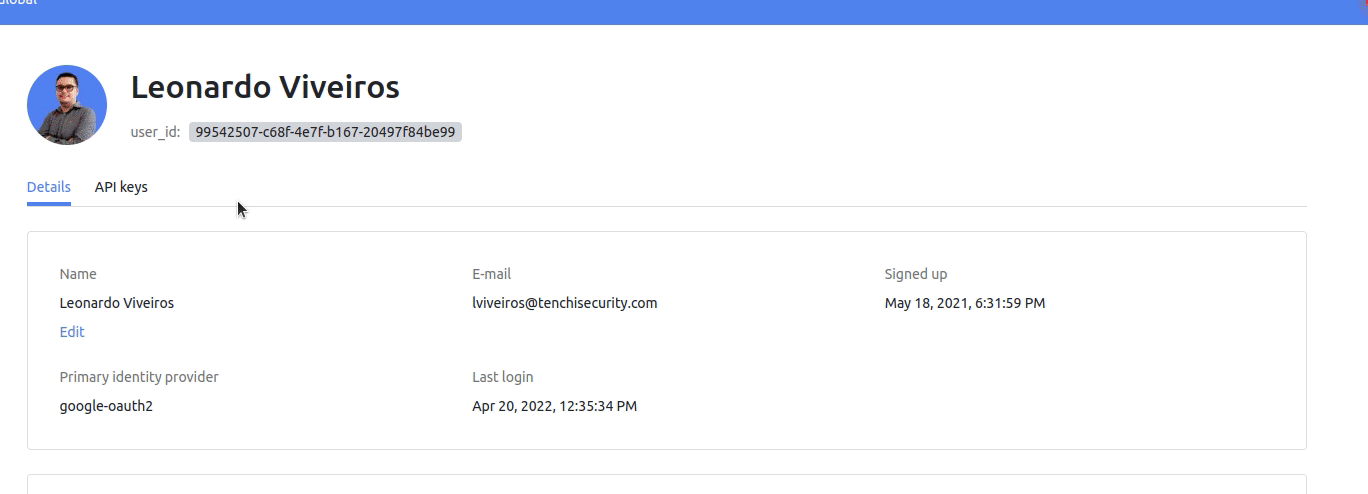 Global
Leonardo Viveiros
user_id: 99542507-c68f-4e7f-b167-20497f84be99
Details API keys
Name E-mail Signed up
Leonardo Viveiros lviveiros@tenchisecurity.com May 18, 2021, 6:31:59 PM
Edit
Primary identity provider Last login
google-oauth2 Apr 20, 2022, 12:35:34 PM